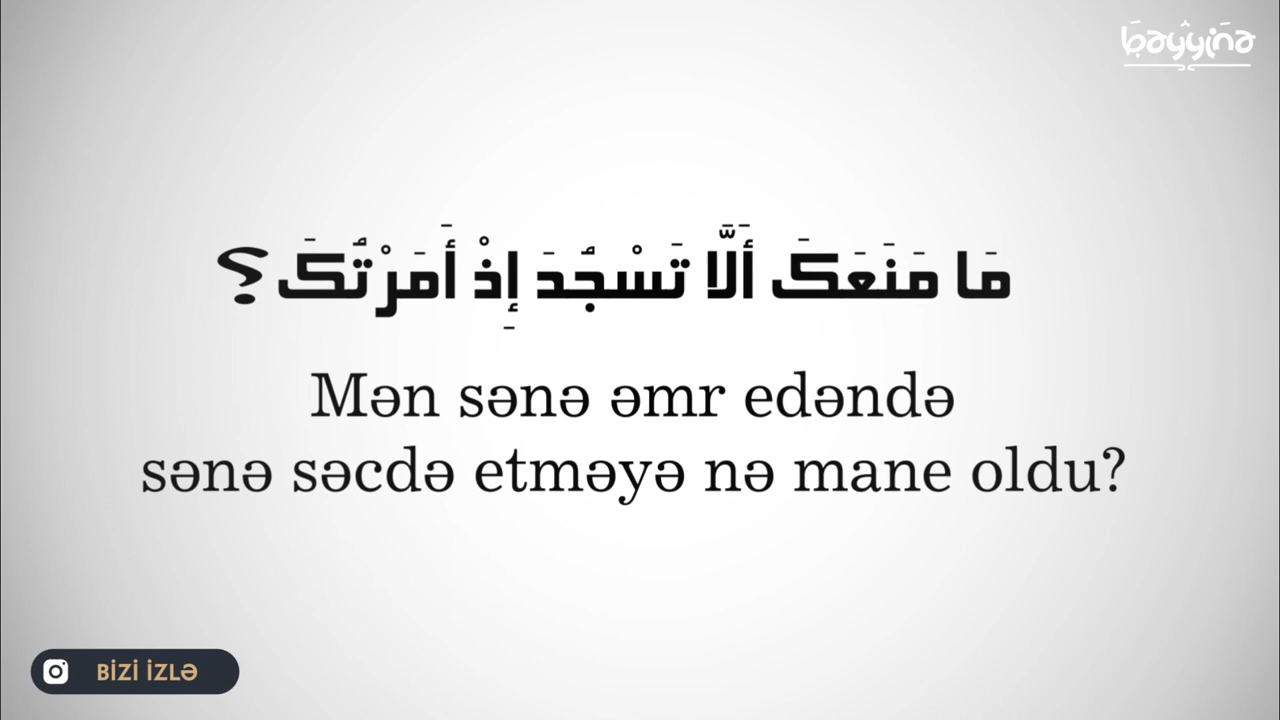 bayyina
مَا مَنَعَكَ أَلَّا تَسْجُدَ إِذْ أَمَرْتُكَ؟
Mən sənə əmr edəndə
sənə səcdə etməyə nə mane oldu?
BİZİ İZLƏ